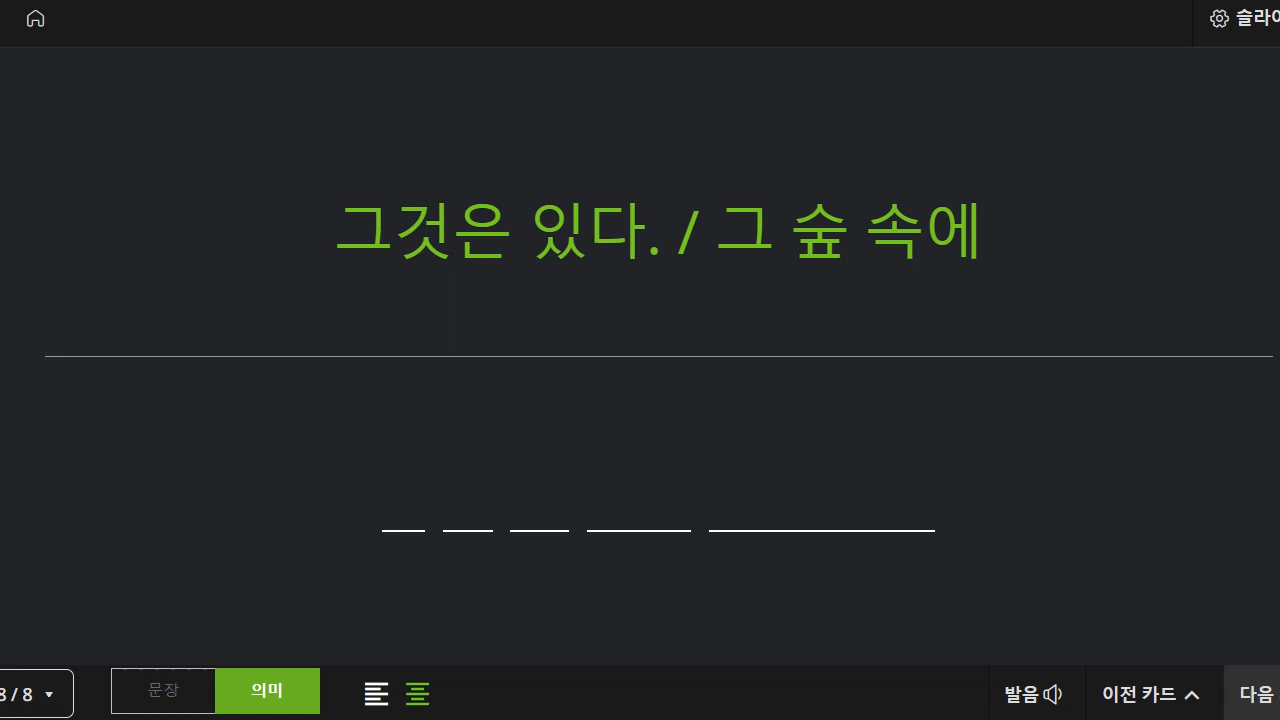 슬라이
그것은 있다. / 그 숲 속에
8 / 8
문장
의미
발음
이전 카드
다음